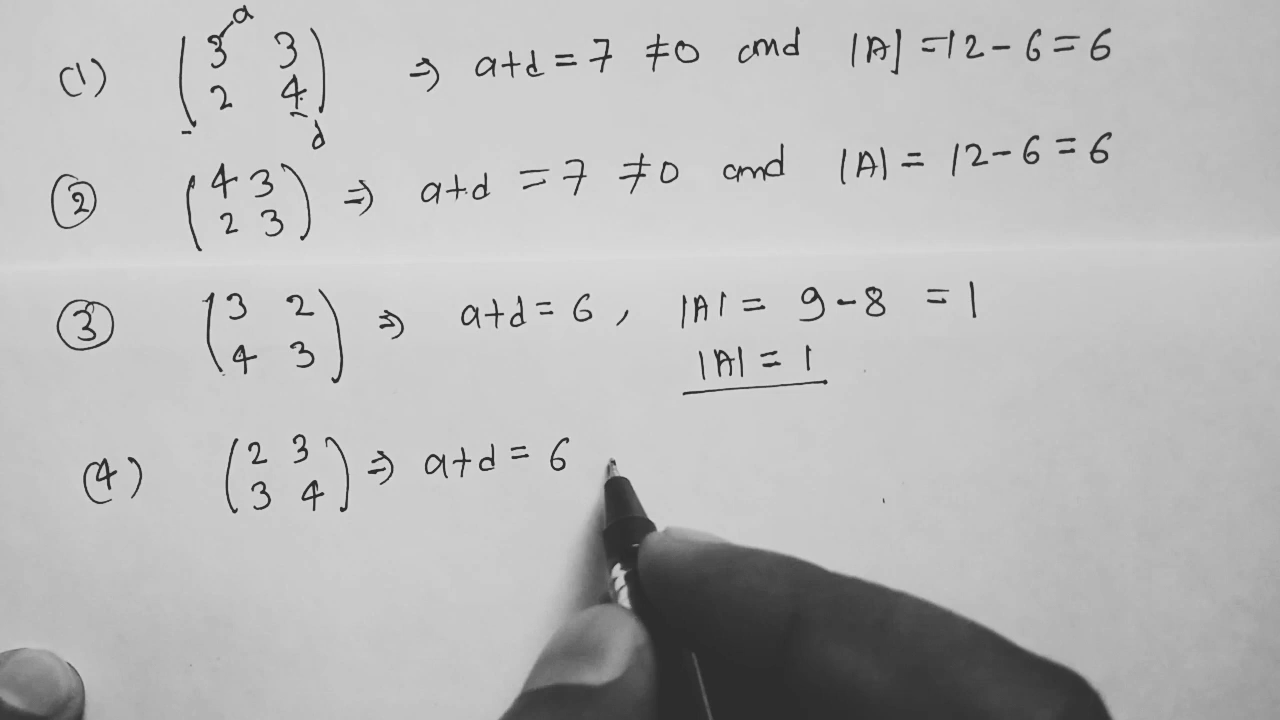 (1) ( 3 3 ) a ⇒ a+d = 7 ≠0 and |A| =12-6=6
2 4 d
(2) ( 4 3 ) ⇒ a+d = 7 ≠0 and |A| = 12-6=6
2 3
(3) ( 3 2 ) ⇒ a+d = 6 , |A| = 9-8 = 1
4 3 |A| = 1
(4) ( 2 3 ) ⇒ a+d = 6
3 4